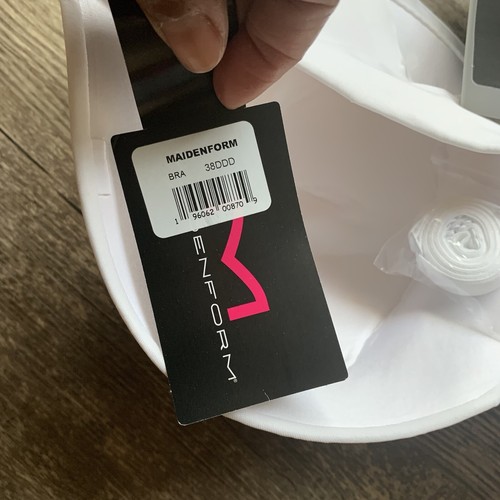 MAIDENFORM
BRA 38DDD
1 96062 00870 9
ENFORM